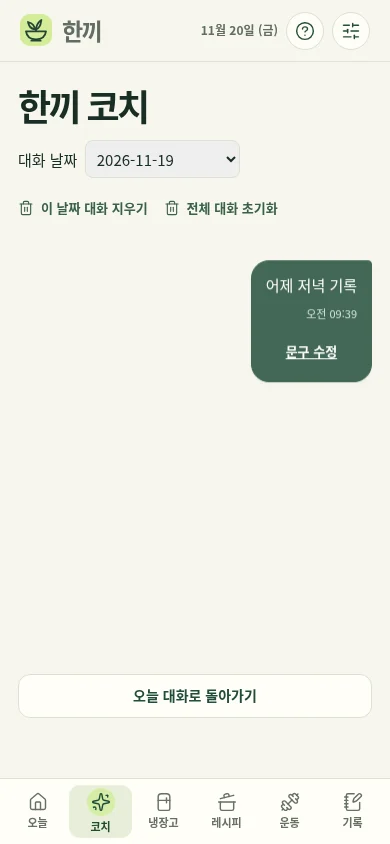 한끼
11월 20일 (금)
한끼 코치
대화 날짜
2026-11-19
이 날짜 대화 지우기
전체 대화 초기화
어제 저녁 기록
오전 09:39
문구 수정
오늘 대화로 돌아가기
오늘
코치
냉장고
레시피
운동
기록